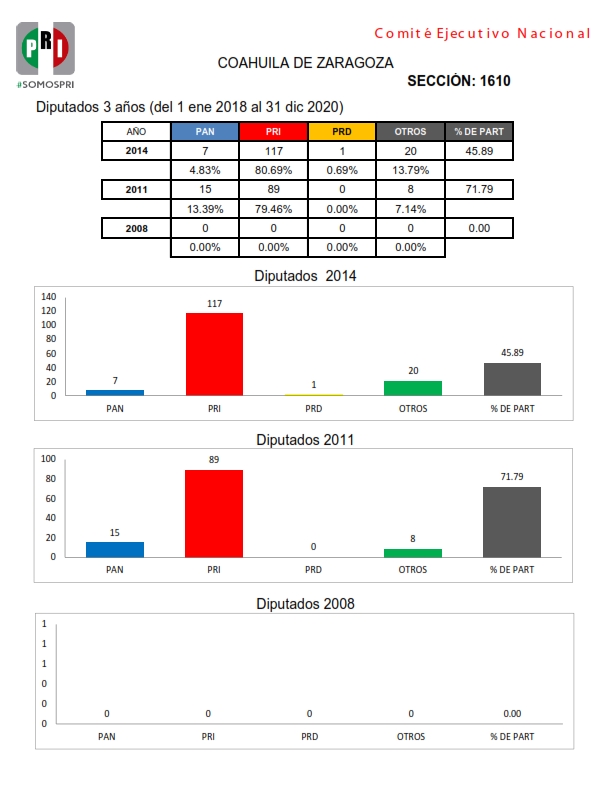 Comité Ejecutivo Nacional
PRI
#SOMOSPRI
COAHUILA DE ZARAGOZA
SECCIÓN: 1610
Diputados 3 años (del 1 ene 2018 al 31 dic 2020)
AÑO PAN PRI PRD OTROS % DE PART
2014 7 117 1 20 45.89
4.83% 80.69% 0.69% 13.79%
2011 15 89 0 8 71.79
13.39% 79.46% 0.00% 7.14%
2008 0 0 0 0 0.00
0.00% 0.00% 0.00% 0.00%
Diputados 2014
140
120
100
80
60
40
20
0
7 117 1 20 45.89
PAN PRI PRD OTROS % DE PART
Diputados 2011
100
80
60
40
20
0
15 89 0 8 71.79
PAN PRI PRD OTROS % DE PART
Diputados 2008
1
1
1
0
0
0
0 0 0 0 0.00
PAN PRI PRD OTROS % DE PART